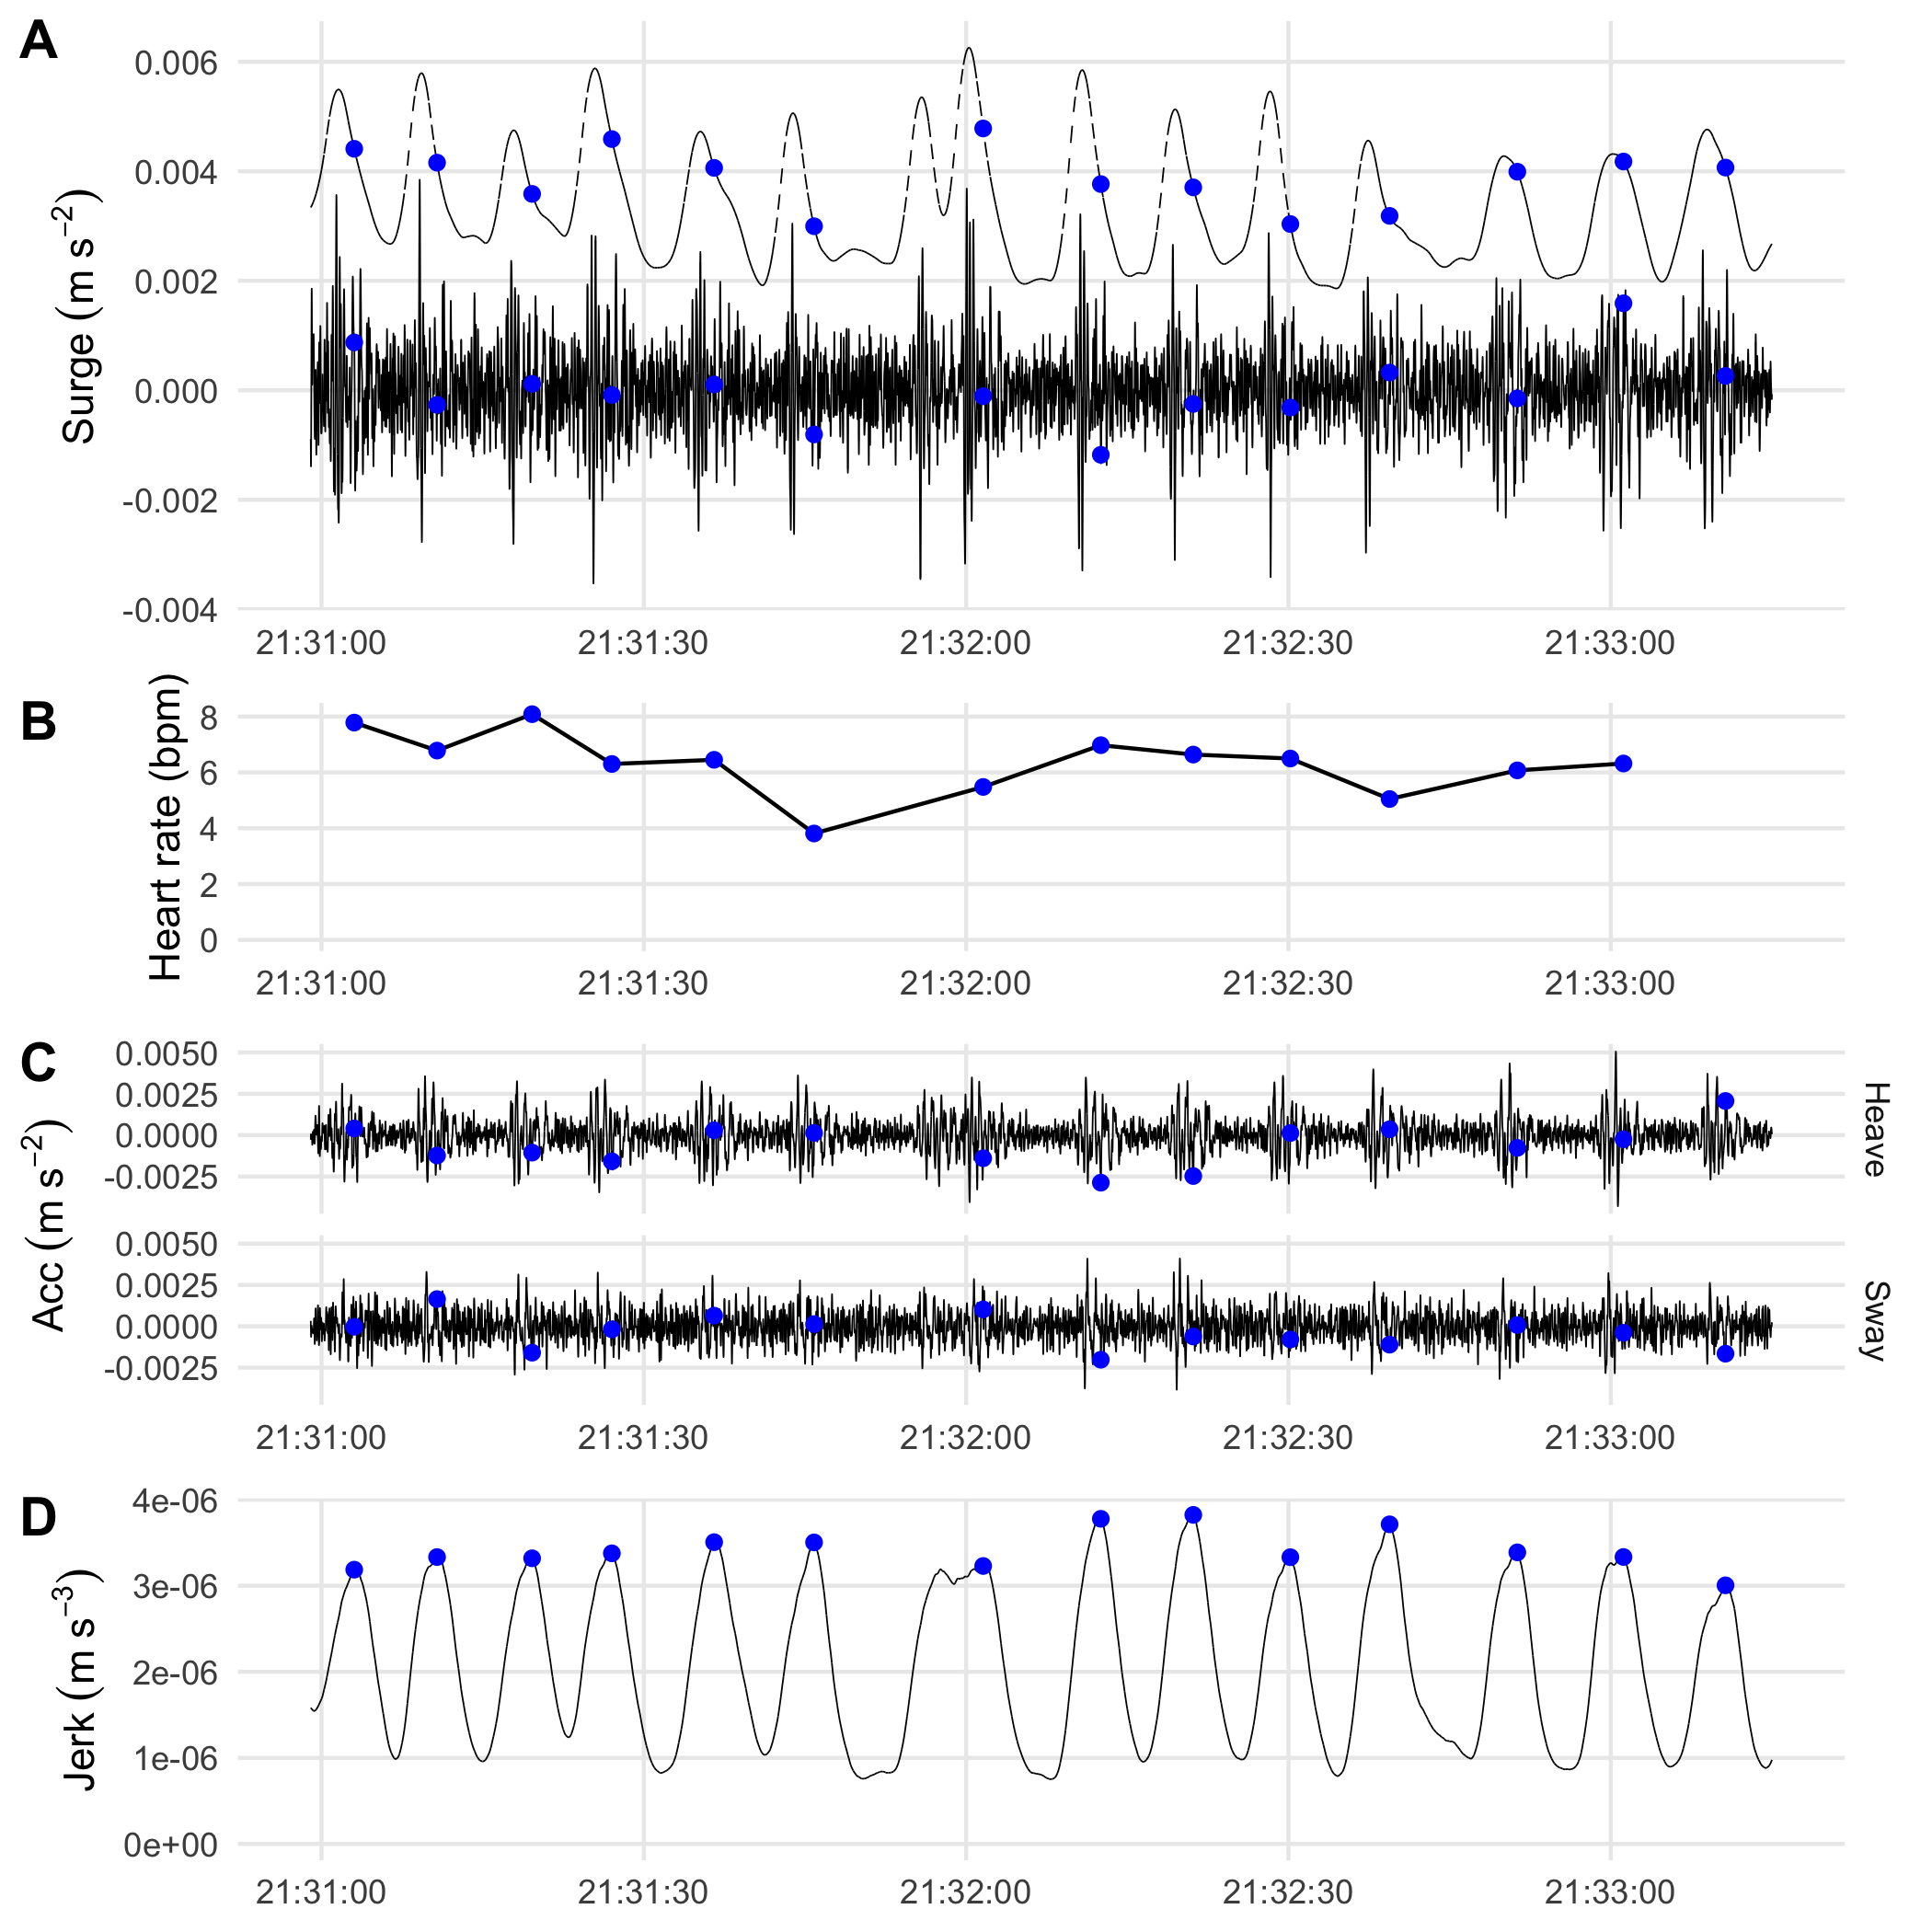 A
0.006
0.004
0.002
0.000
-0.002
-0.004
Surge (m s⁻²)
21:31:00 21:31:30 21:32:00 21:32:30 21:33:00
B
8
6
4
2
0
Heart rate (bpm)
21:31:00 21:31:30 21:32:00 21:32:30 21:33:00
C
Acc (m s⁻²)
0.0050
0.0025
0.0000
-0.0025
Heave
0.0050
0.0025
0.0000
-0.0025
Sway
21:31:00 21:31:30 21:32:00 21:32:30 21:33:00
D
4e-06
3e-06
2e-06
1e-06
0e+00
Jerk (m s⁻³)
21:31:00 21:31:30 21:32:00 21:32:30 21:33:00